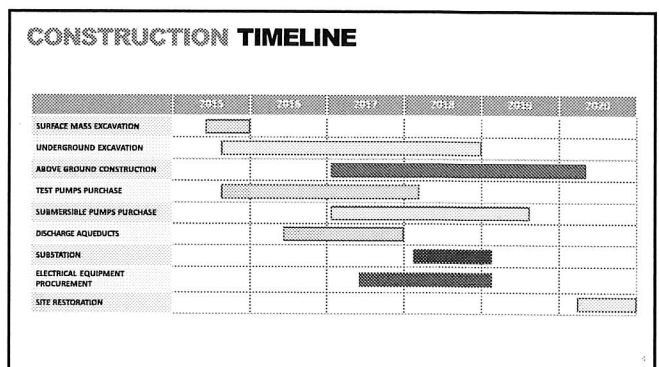 CONSTRUCTION TIMELINE
2015 2016 2017 2018 2019 2020
SURFACE MASS EXCAVATION
UNDERGROUND EXCAVATION
ABOVE GROUND CONSTRUCTION
TEST PUMPS PURCHASE
SUBMERSIBLE PUMPS PURCHASE
DISCHARGE AQUEDUCTS
SUBSTATION
ELECTRICAL EQUIPMENT
PROCUREMENT
SITE RESTORATION